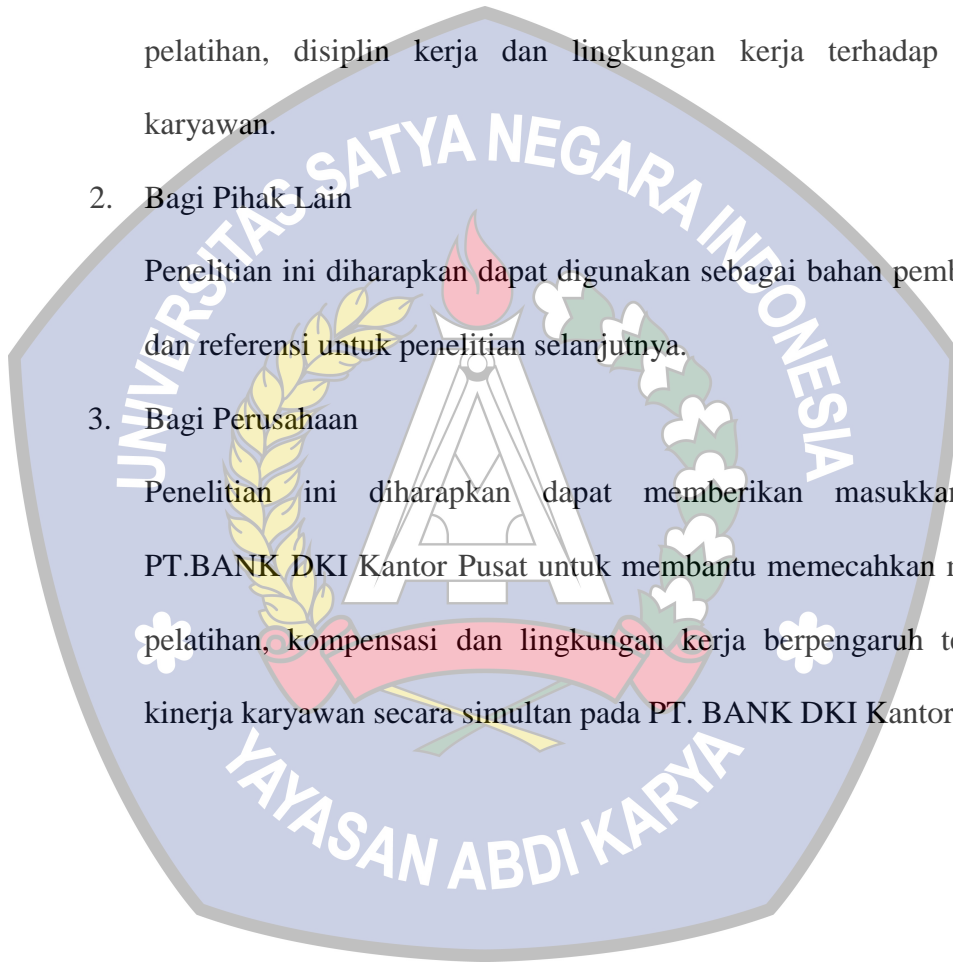 pelatihan, disiplin kerja dan lingkungan kerja terhadap
karyawan.
2. Bagi Pihak Lain
Penelitian ini diharapkan dapat digunakan sebagai bahan
dan referensi untuk penelitian selanjutnya.
3. Bagi Perusahaan
Penelitian ini diharapkan dapat memberikan masukkan
PT.BANK DKI Kantor Pusat untuk membantu memecahkan
pelatihan, kompensasi dan lingkungan kerja berpengaruh
kinerja karyawan secara simultan pada PT. BANK DKI Kantor
UNIVERSITAS SATYA NEGARA INDONESIA
YAYASAN ABDI KARYA